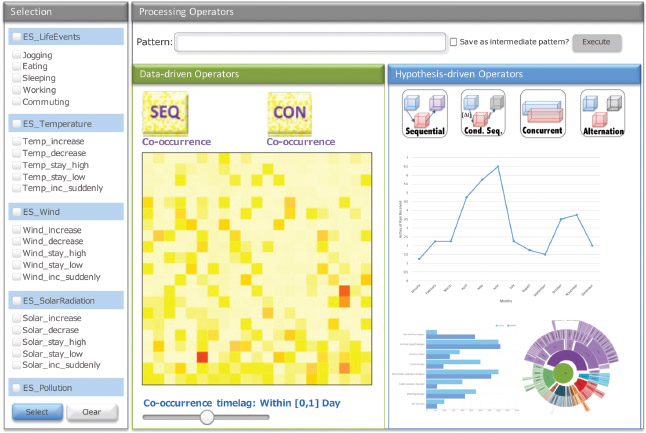 Selection
ES_LifeEvents
Jogging
Eating
Sleeping
Working
Commuting
ES_Temperature
Temp_increase
Temp_decrease
Temp_stay_high
Temp_stay_low
Temp_inc_suddenly
ES_Wind
Wind_increase
Wind_decrease
Wind_stay_high
Wind_stay_low
Wind_inc_suddenly
ES_SolarRadiation
Solar_increase
Solar_decrase
Solar_stay_high
Solar_stay_low
Solar_inc_suddenly
ES_Pollution
Select Clear
Processing Operators
Pattern: Save as intermediate pattern? Execute
Data-driven Operators
SEQ CON
Co-occurrence Co-occurrence
Co-occurrence timelag: Within [0,1] Day
Hypothesis-driven Operators
[Δt]
Sequential Cond. Seq. Concurrent Alternation
Months